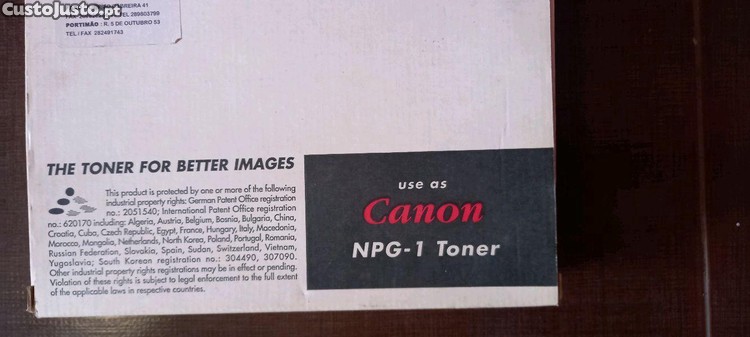 CustoJusto.pt
REIRA 41
TEL 289803799
PORTIMÃO: R. 5 DE OUTUBRO 53
TEL / FAX 282491743
THE TONER FOR BETTER IMAGES
This product is protected by one or more of the following
industrial property rights: German Patent Office registration
no.: 2051540; International Patent Office registration
no.: 620170 including: Algeria, Austria, Belgium, Bosnia, Bulgaria, China,
Croatia, Cuba, Czech Republic, Egypt, France, Hungary, Italy, Macedonia,
Morocco, Mongolia, Netherlands, North Korea, Poland, Portugal, Romania,
Russian Federation, Slovakia, Spain, Sudan, Switzerland, Vietnam,
Yugoslavia; South Korean registration no.: 304490, 307090.
Other industrial property rights registrations may be in effect or pending.
Violation of these rights is subject to legal enforcement to the full extent
of the applicable laws in respective countries.
use as
Canon
NPG-1 Toner